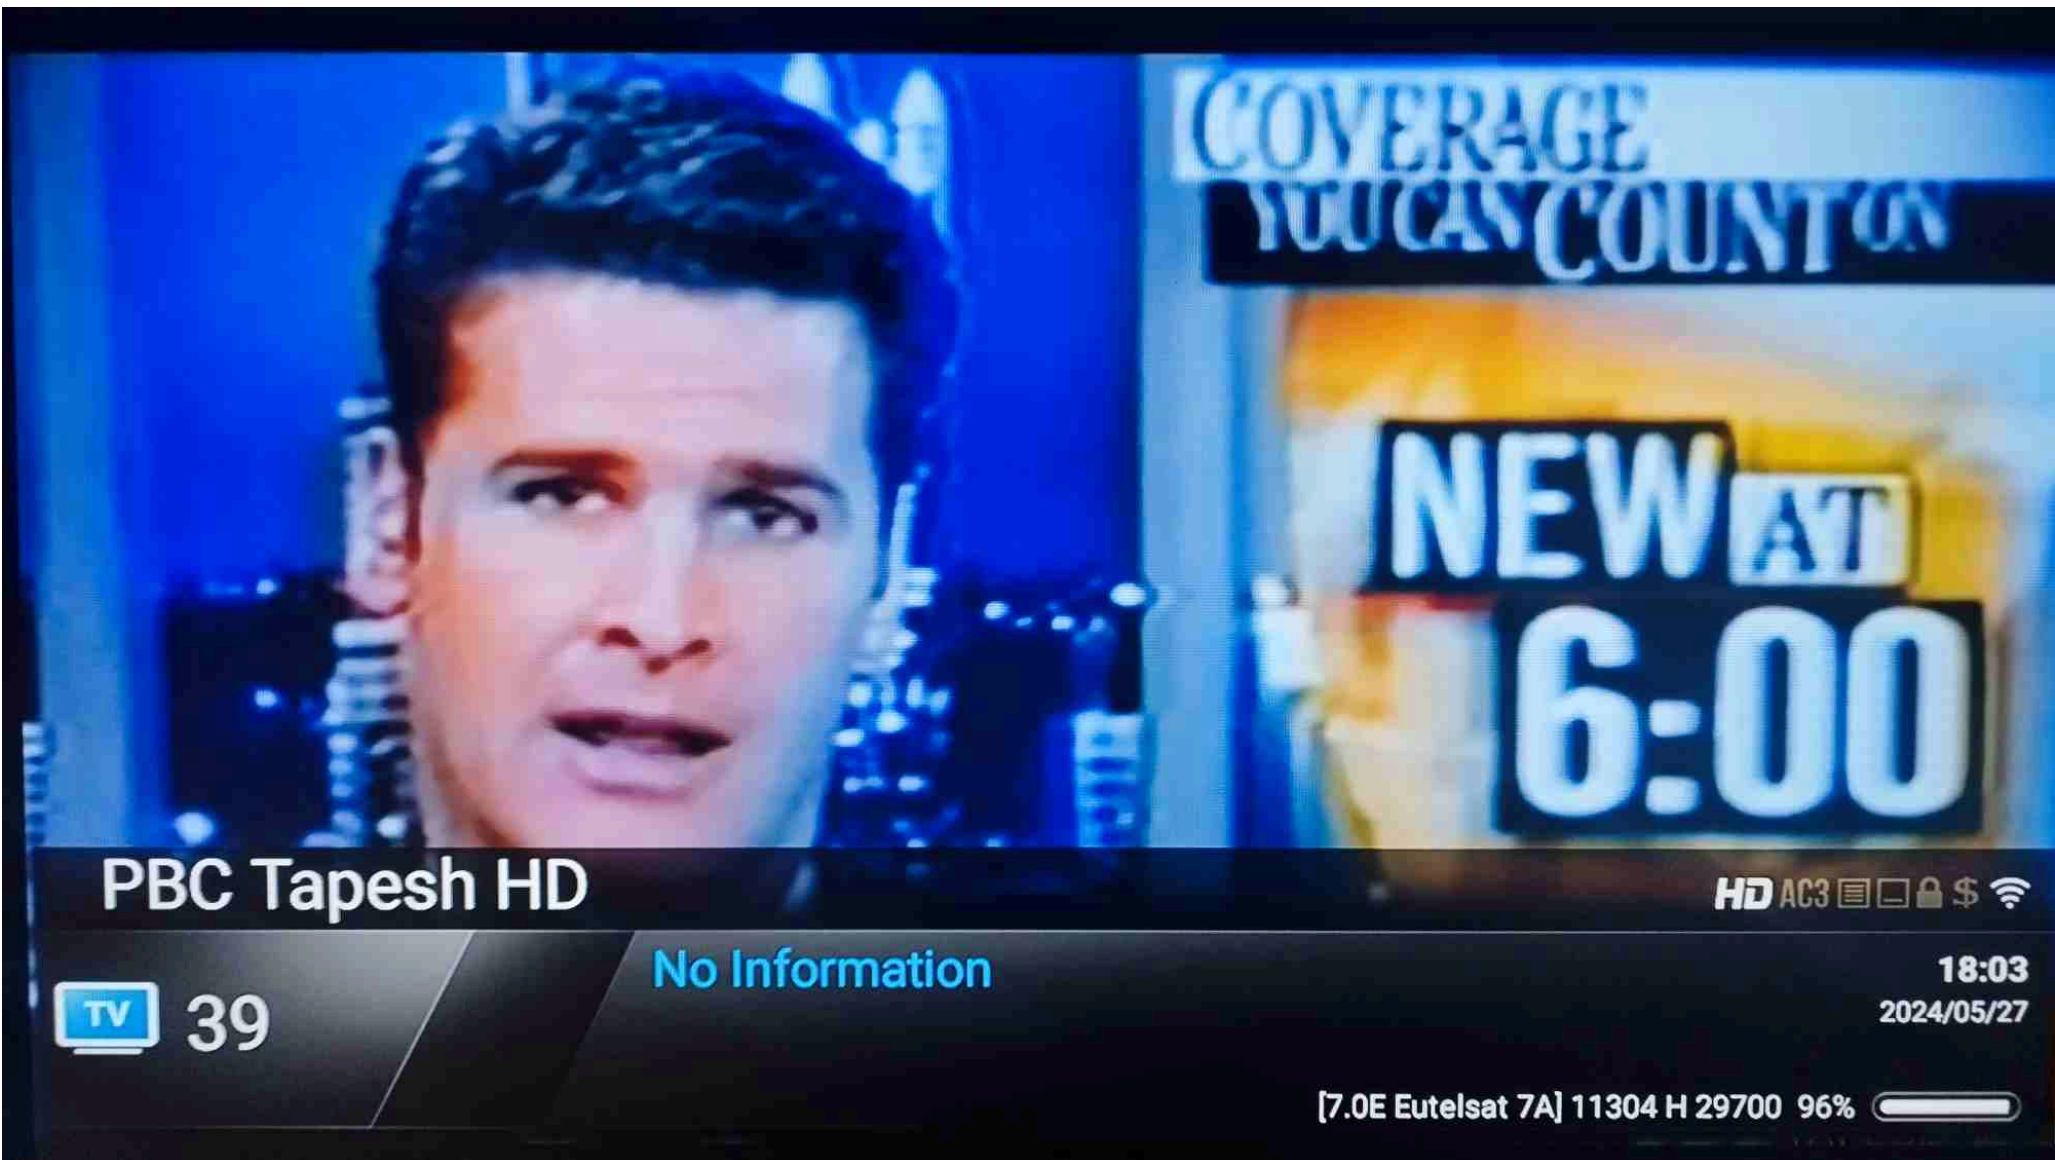 COVERAGE
YOU CAN COUNT ON
NEW AT
6:00
PBC Tapesh HD
HD AC3 $
No Information
18:03
TV 39
2024/05/27
[7.0E Eutelsat 7A] 11304 H 29700 96%